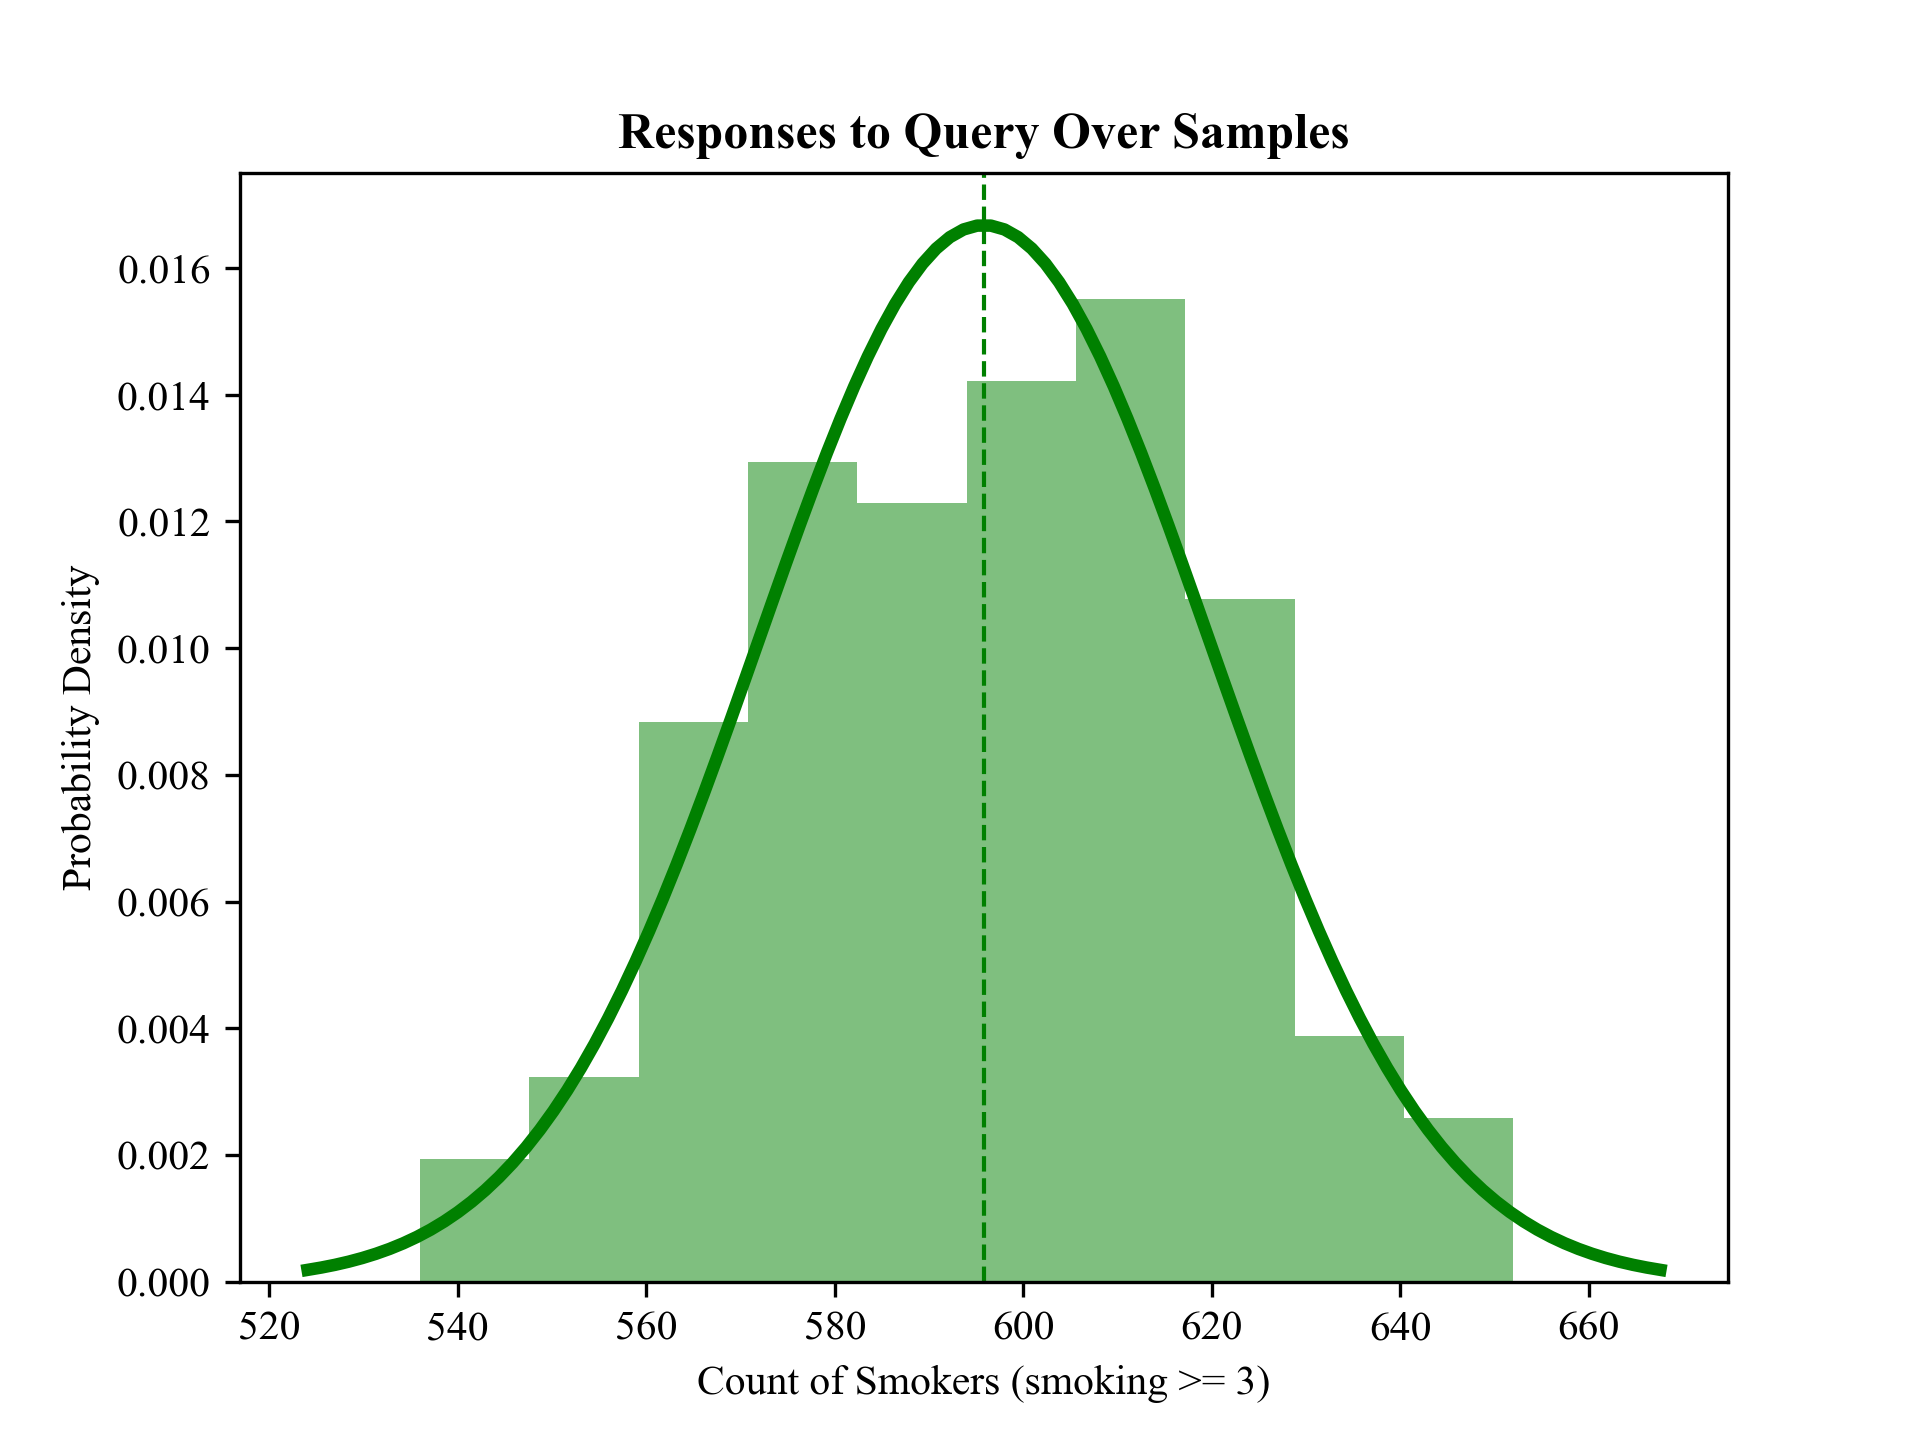 Responses to Query Over Samples
Probability Density
0.016
0.014
0.012
0.010
0.008
0.006
0.004
0.002
0.000
520 540 560 580 600 620 640 660
Count of Smokers (smoking >= 3)